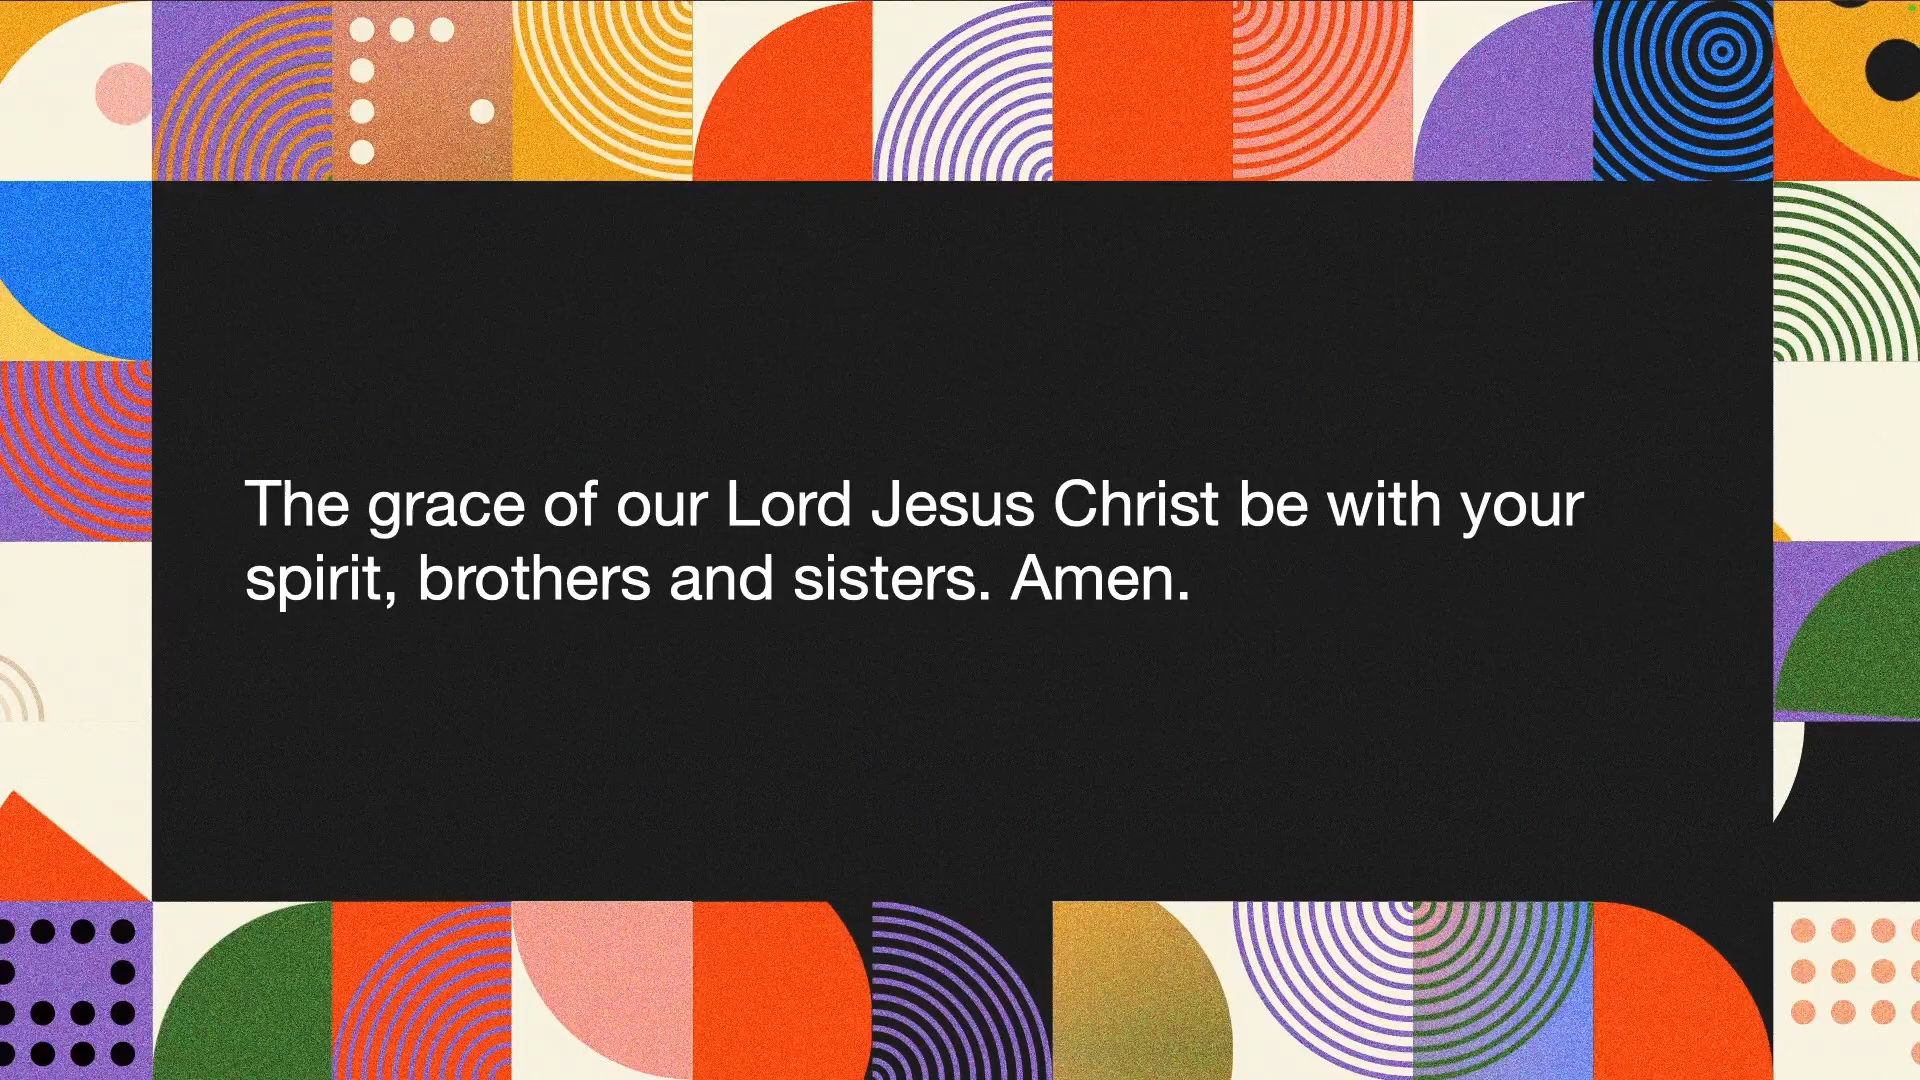 The grace of our Lord Jesus Christ be with your
spirit, brothers and sisters. Amen.